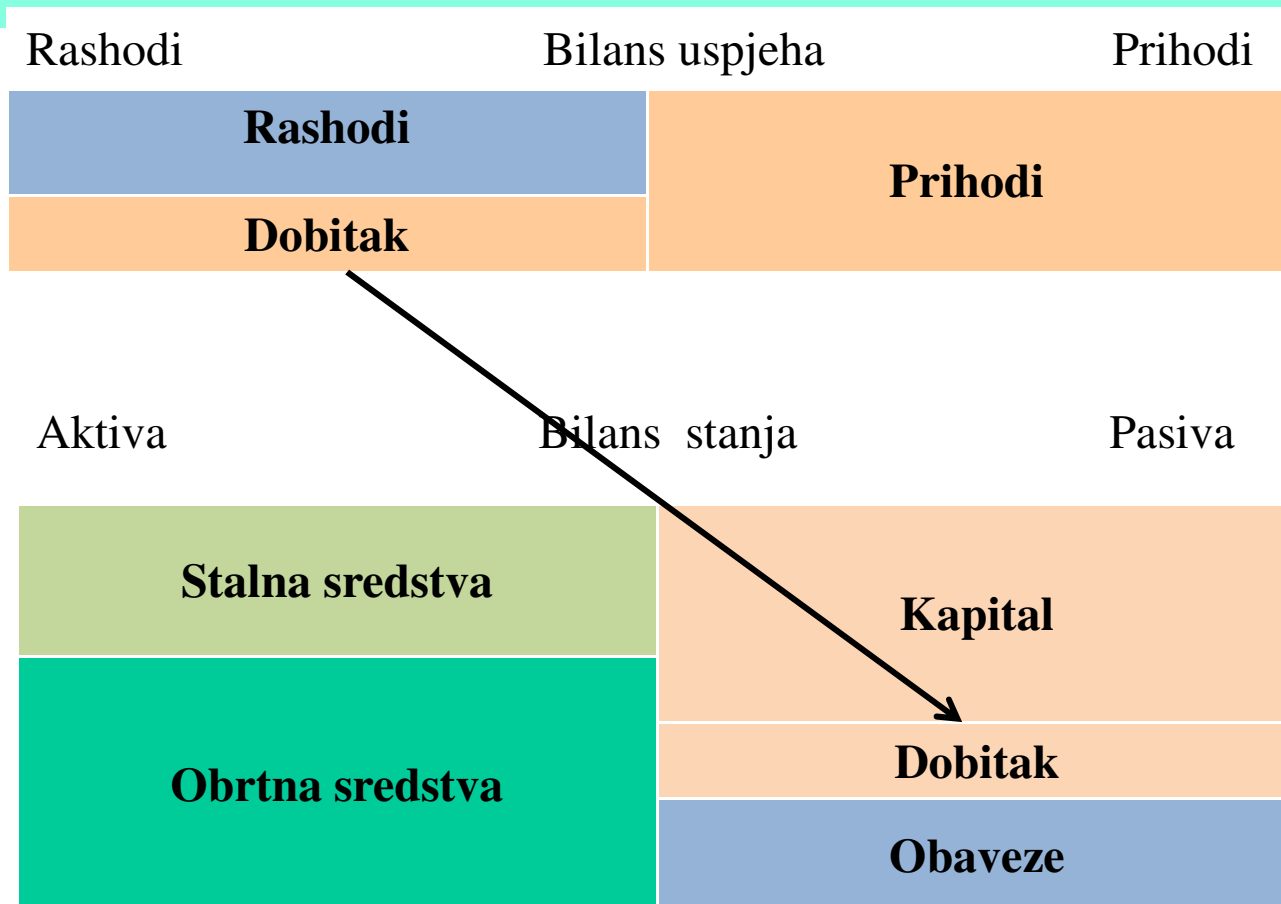 Rashodi Bilans uspjeha Prihodi
Rashodi
Prihodi
Dobitak
Aktiva Bilans stanja Pasiva
Stalna sredstva
Kapital
Dobitak
Obrtna sredstva
Obaveze